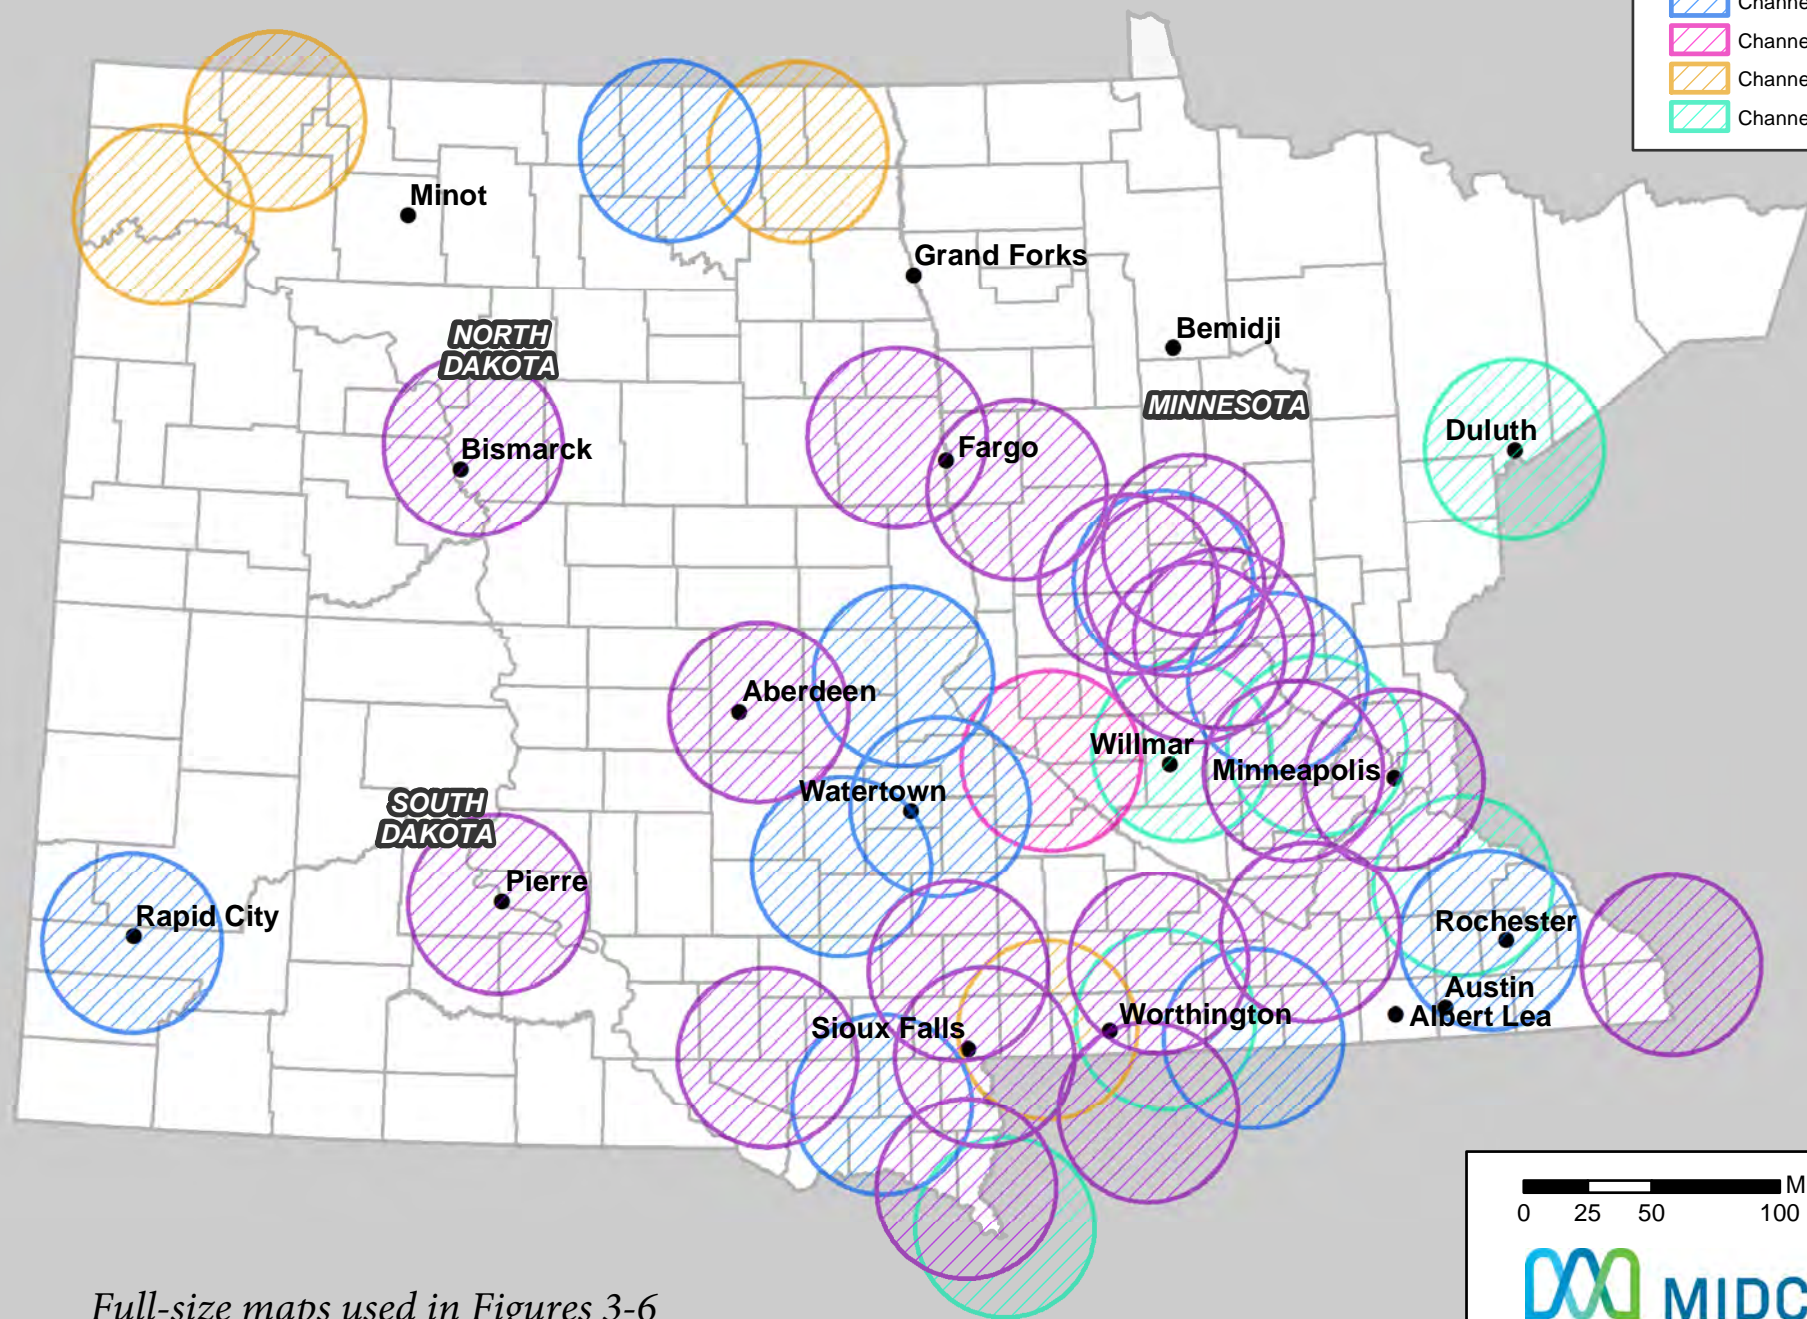 Channe
Channe
Channe
Channe
Minot
Grand Forks
NORTH
DAKOTA
Bemidji
MINNESOTA
Duluth
Bismarck
Fargo
Aberdeen
Willmar
Minneapolis
Watertown
SOUTH
DAKOTA
Pierre
Rapid City
Rochester
Austin
Albert Lea
Worthington
Sioux Falls
M
0 25 50 100
MIDC
Full-size maps used in Figures 3-6